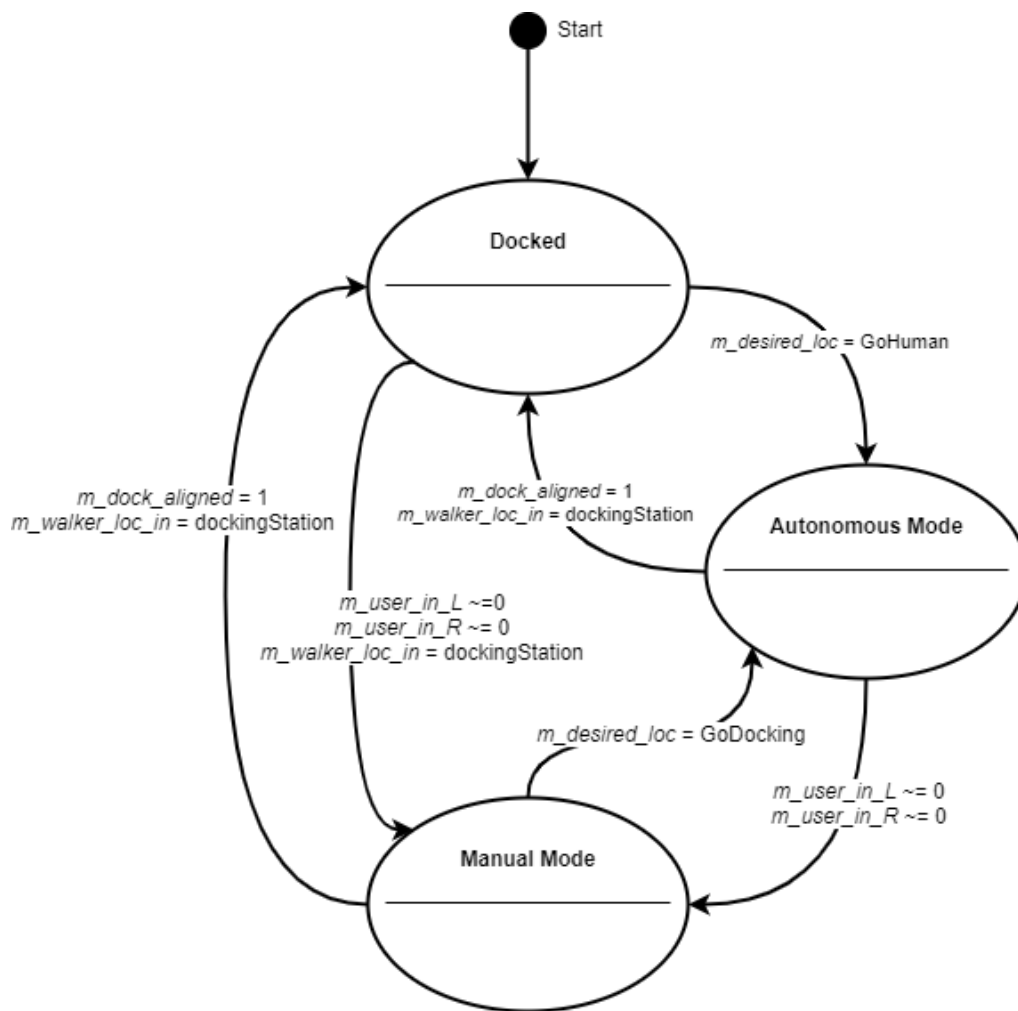 Start
Docked
m_desired_loc = GoHuman
m_dock_aligned = 1
m_walker_loc_in = dockingStation
m_dock_aligned = 1
m_walker_loc_in = dockingStation
Autonomous Mode
m_user_in_L ~=0
m_user_in_R ~= 0
m_walker_loc_in = dockingStation
m_desired_loc = GoDocking
m_user_in_L ~= 0
m_user_in_R ~= 0
Manual Mode